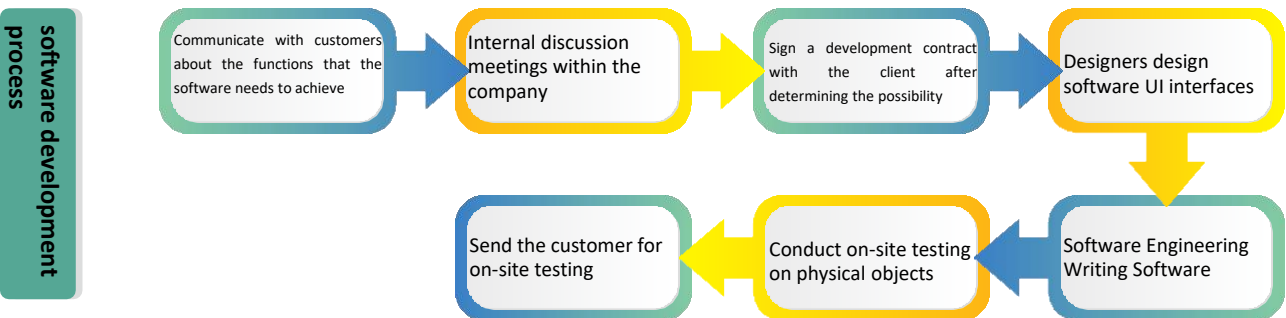 software development
process
Communicate with customers
about the functions that the
software needs to achieve
Internal discussion
meetings within the
company
Sign a development contract
with the client after
determining the possibility
Designers design
software UI interfaces
Software Engineering
Writing Software
Conduct on-site testing
on physical objects
Send the customer for
on-site testing